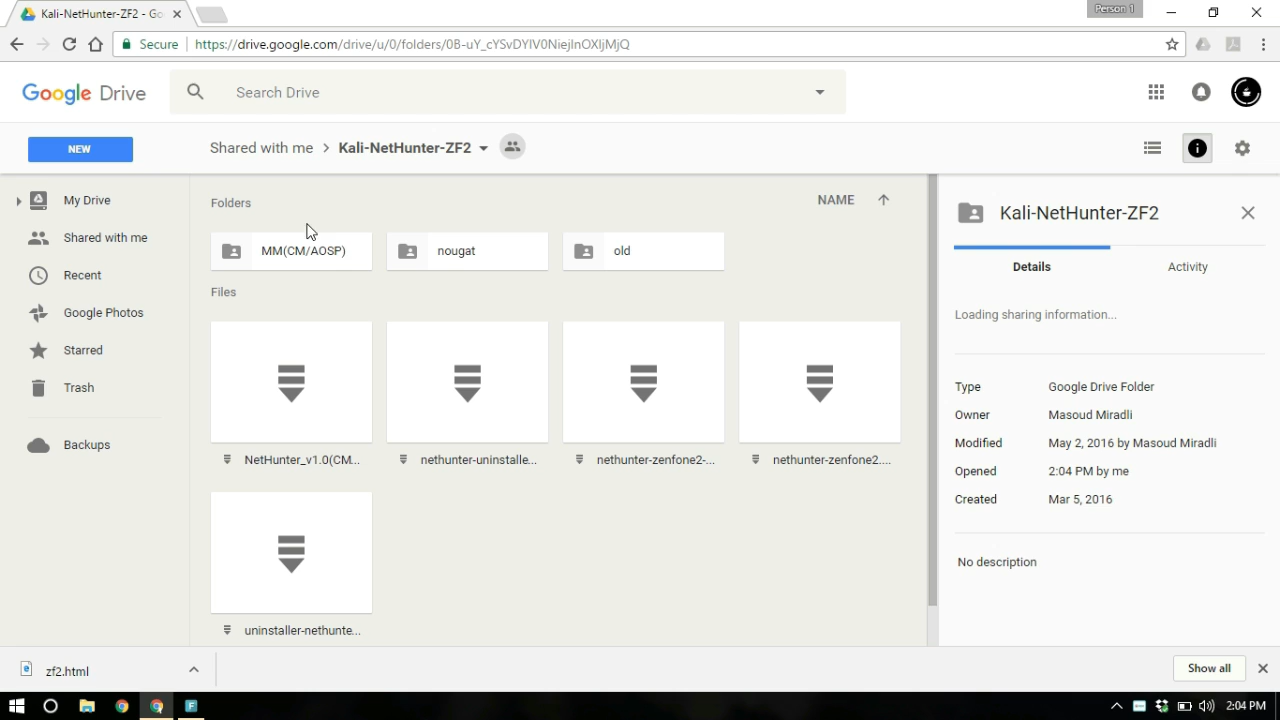 Kali-NetHunter-ZF2 - Go
Person 1
Secure
https://drive.google.com/drive/u/0/folders/0B-uY_cYSvDYlV0NiejlnOXljMjQ
Google Drive
Search Drive
NEW
Shared with me > Kali-NetHunter-ZF2
My Drive
Shared with me
Recent
Google Photos
Starred
Trash
Backups
Folders
NAME
MM(CM/AOSP)
nougat
old
Files
NetHunter_v1.0(CM...
nethunter-uninstalle...
nethunter-zenfone2-...
nethunter-zenfone2....
uninstaller-nethunte...
Kali-NetHunter-ZF2
Details
Activity
Loading sharing information...
Type Google Drive Folder
Owner Masoud Miradli
Modified May 2, 2016 by Masoud Miradli
Opened 2:04 PM by me
Created Mar 5, 2016
No description
zf2.html
Show all
2:04 PM